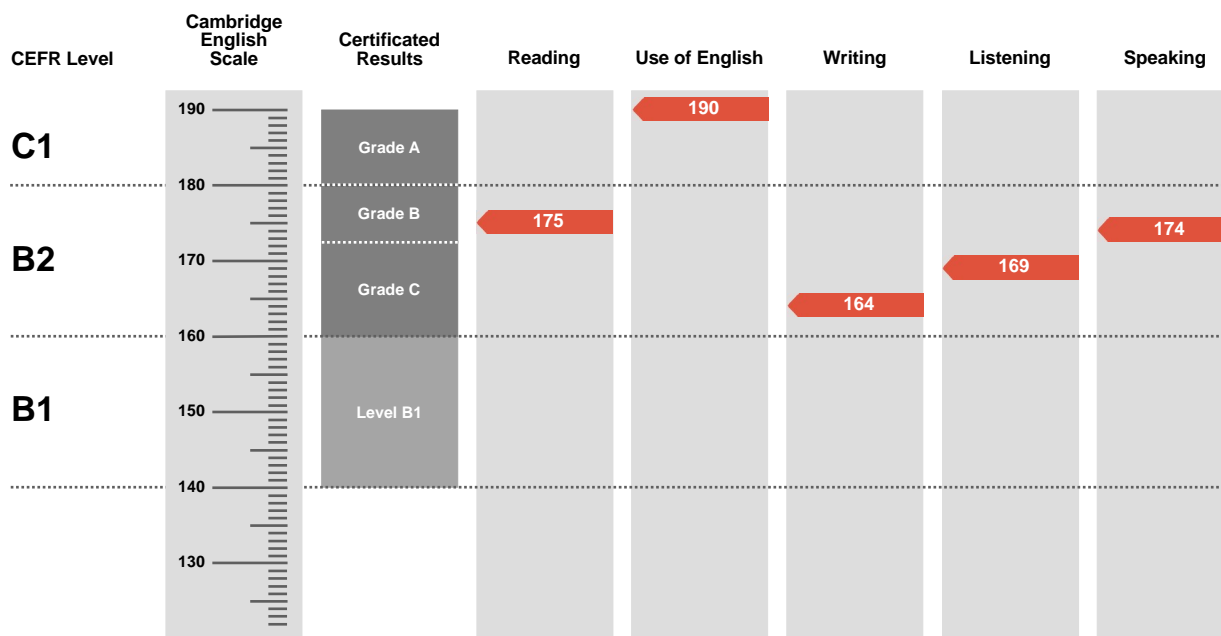 CEFR Level
Cambridge
English
Scale
Certificated
Results
Reading
Use of English
Writing
Listening
Speaking
190
190
C1
Grade A
180
Grade B
175
174
B2
170
169
Grade C
164
160
B1
150
Level B1
140
130